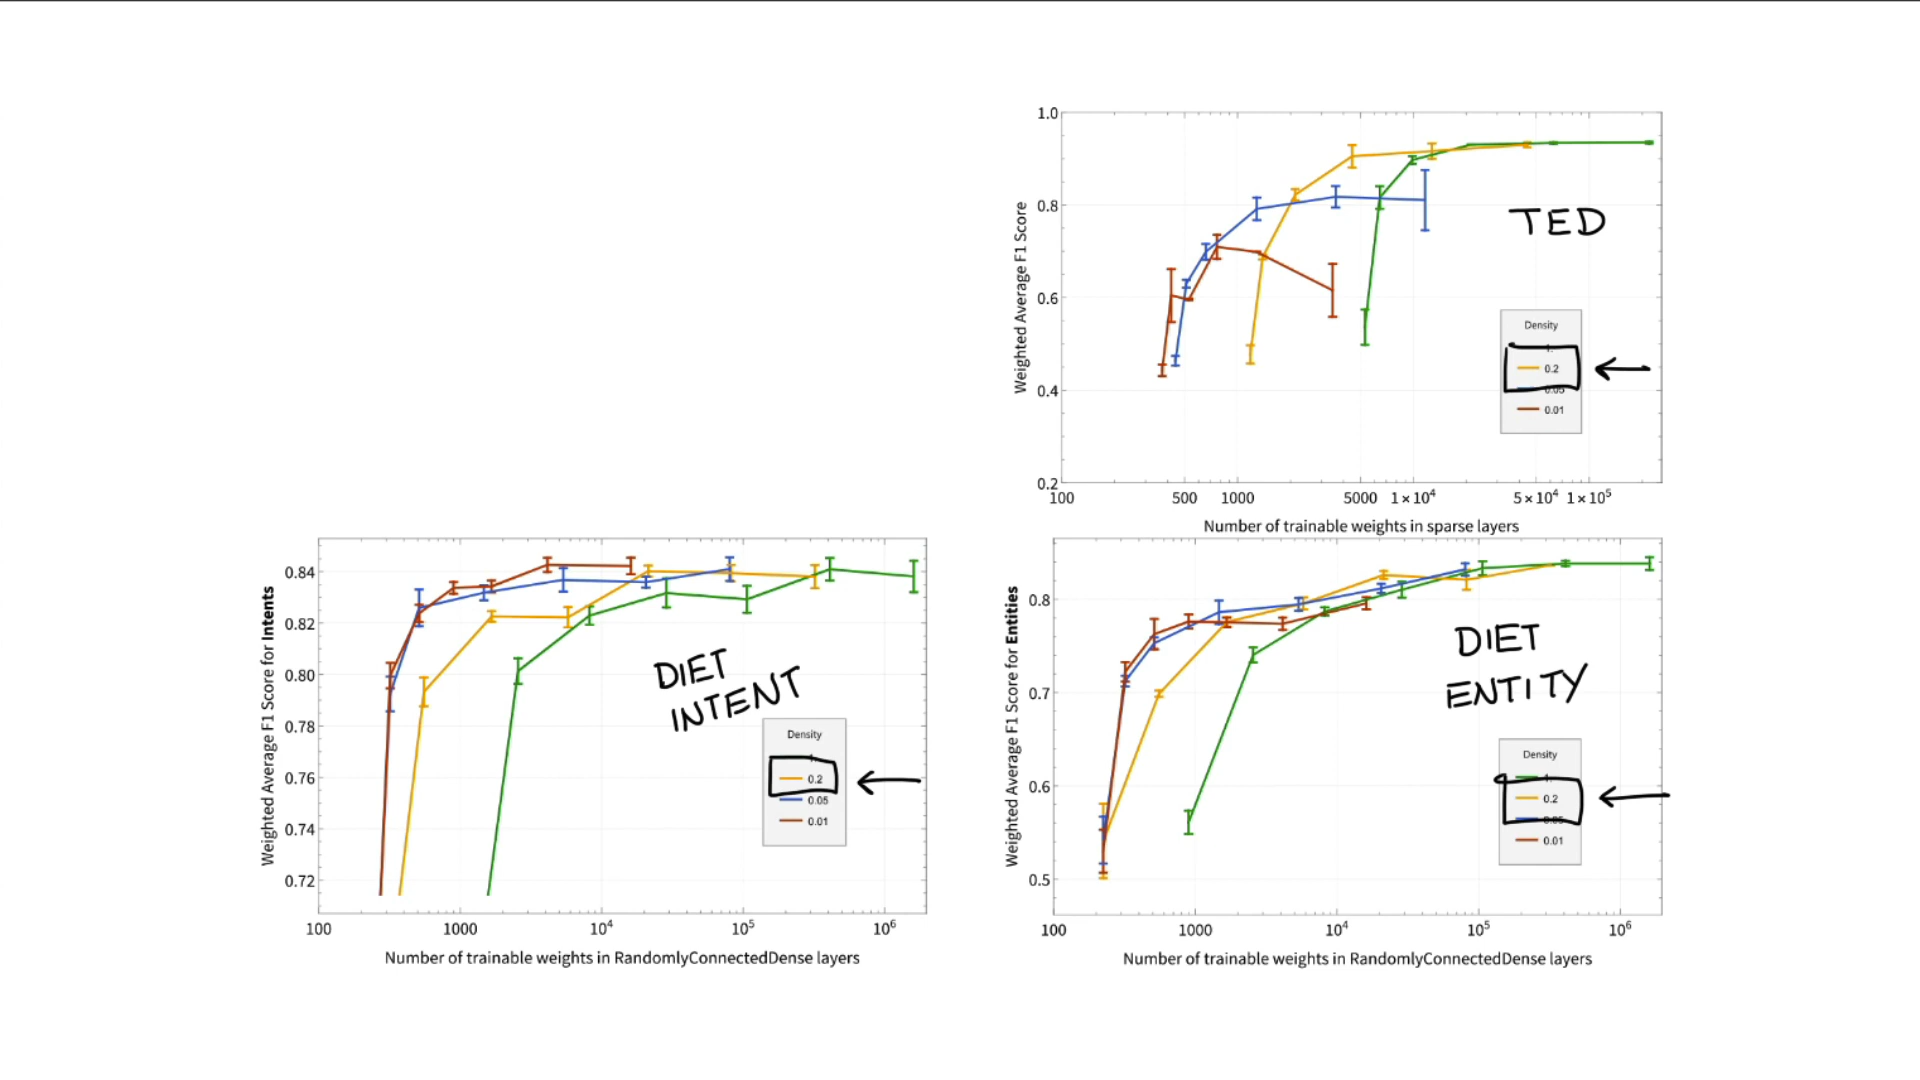 1.0
0.8
0.6
0.4
0.2
Weighted Average F1 Score
TED
Density
0.2
0.05
0.01
100 500 1000 5000 1×10⁴ 5×10⁴ 1×10⁵
Number of trainable weights in sparse layers
0.84
0.82
0.80
0.78
0.76
0.74
0.72
Weighted Average F1 Score for Intents
DIET
INTENT
Density
0.2
0.05
0.01
100 1000 10⁴ 10⁵ 10⁶
Number of trainable weights in RandomlyConnectedDense layers
0.8
0.7
0.6
0.5
Weighted Average F1 Score for Entities
DIET
ENTITY
Density
1.
0.2
0.05
0.01
100 1000 10⁴ 10⁵ 10⁶
Number of trainable weights in RandomlyConnectedDense layers